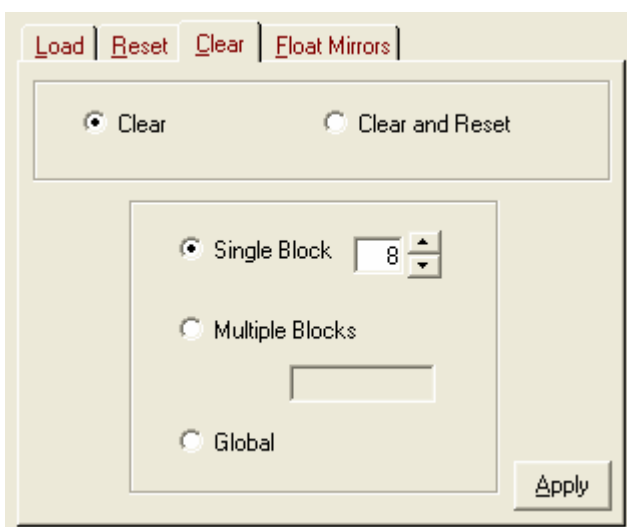 Load Reset Clear Float Mirrors
Clear Clear and Reset
Single Block 8
Multiple Blocks
Global
Apply